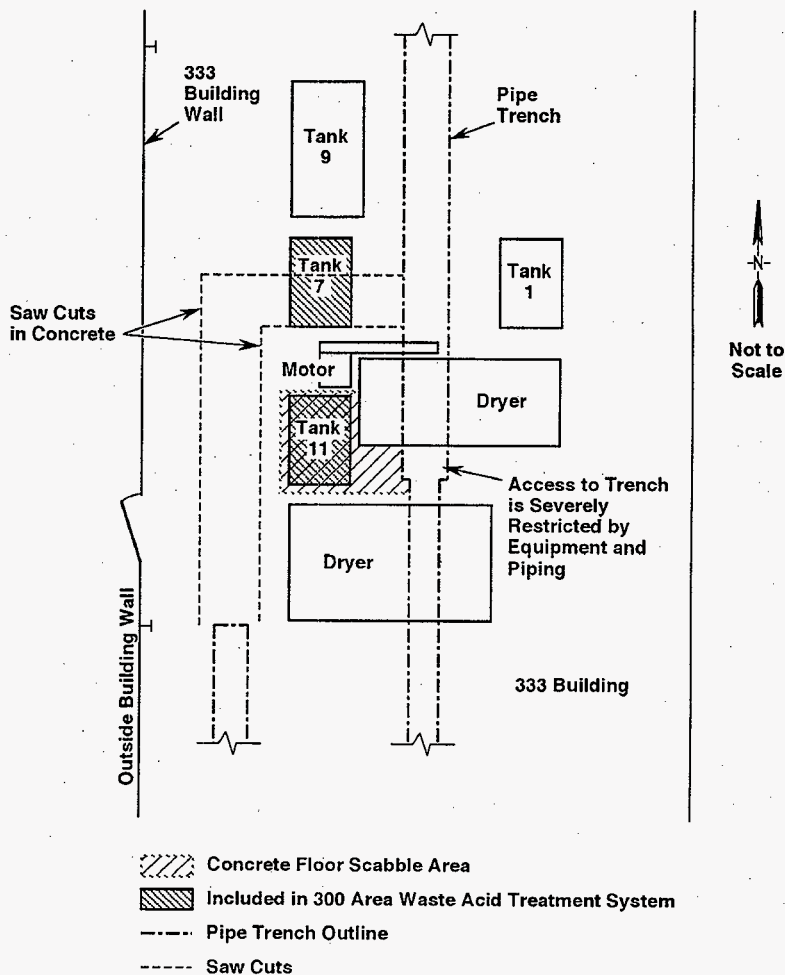 333
Building
Wall
Pipe
Trench
Tank
9
Tank
7
Tank
1
N
Saw Cuts
in Concrete
Not to
Scale
Motor
Dryer
Tank
11
Access to Trench
is Severely
Restricted by
Equipment and
Piping
Dryer
333 Building
Outside Building Wall
Concrete Floor Scabble Area
Included in 300 Area Waste Acid Treatment System
Pipe Trench Outline
Saw Cuts